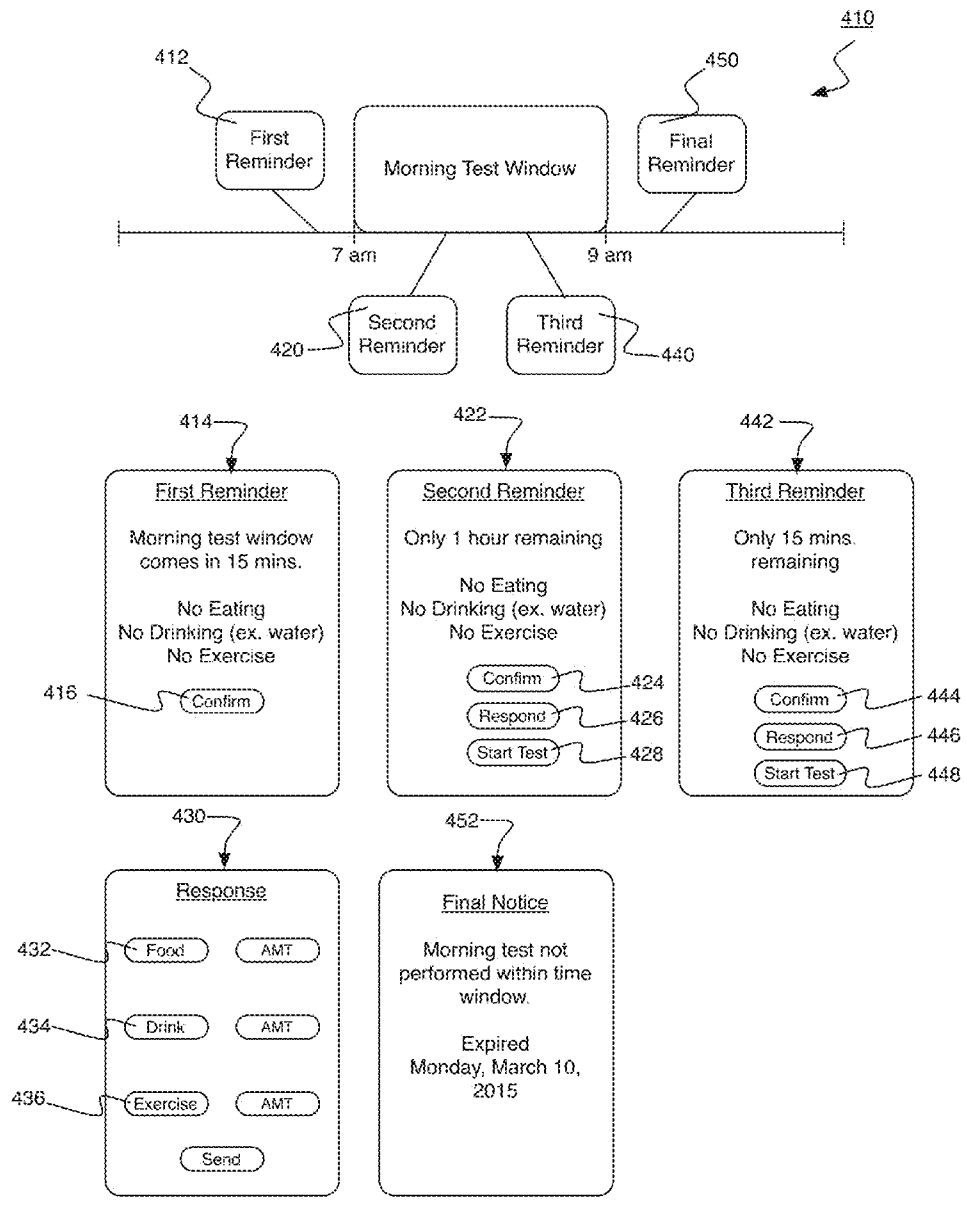 410
412
450
First
Reminder
Morning Test Window
Final
Reminder
7 am
9 am
Second
Reminder
Third
Reminder
420
440
414
422
442
First Reminder
Morning test window
comes in 15 mins.
No Eating
No Drinking (ex. water)
No Exercise
416
Confirm
Second Reminder
Only 1 hour remaining
No Eating
No Drinking (ex. water)
No Exercise
Confirm
424
Respond
426
Start Test
428
Third Reminder
Only 15 mins.
remaining
No Eating
No Drinking (ex. water)
No Exercise
Confirm
444
Respond
446
Start Test
448
430
452
Response
432
Food
AMT
434
Drink
AMT
436
Exercise
AMT
Send
Final Notice
Morning test not
performed within time
window.
Expired
Monday, March 10,
2015